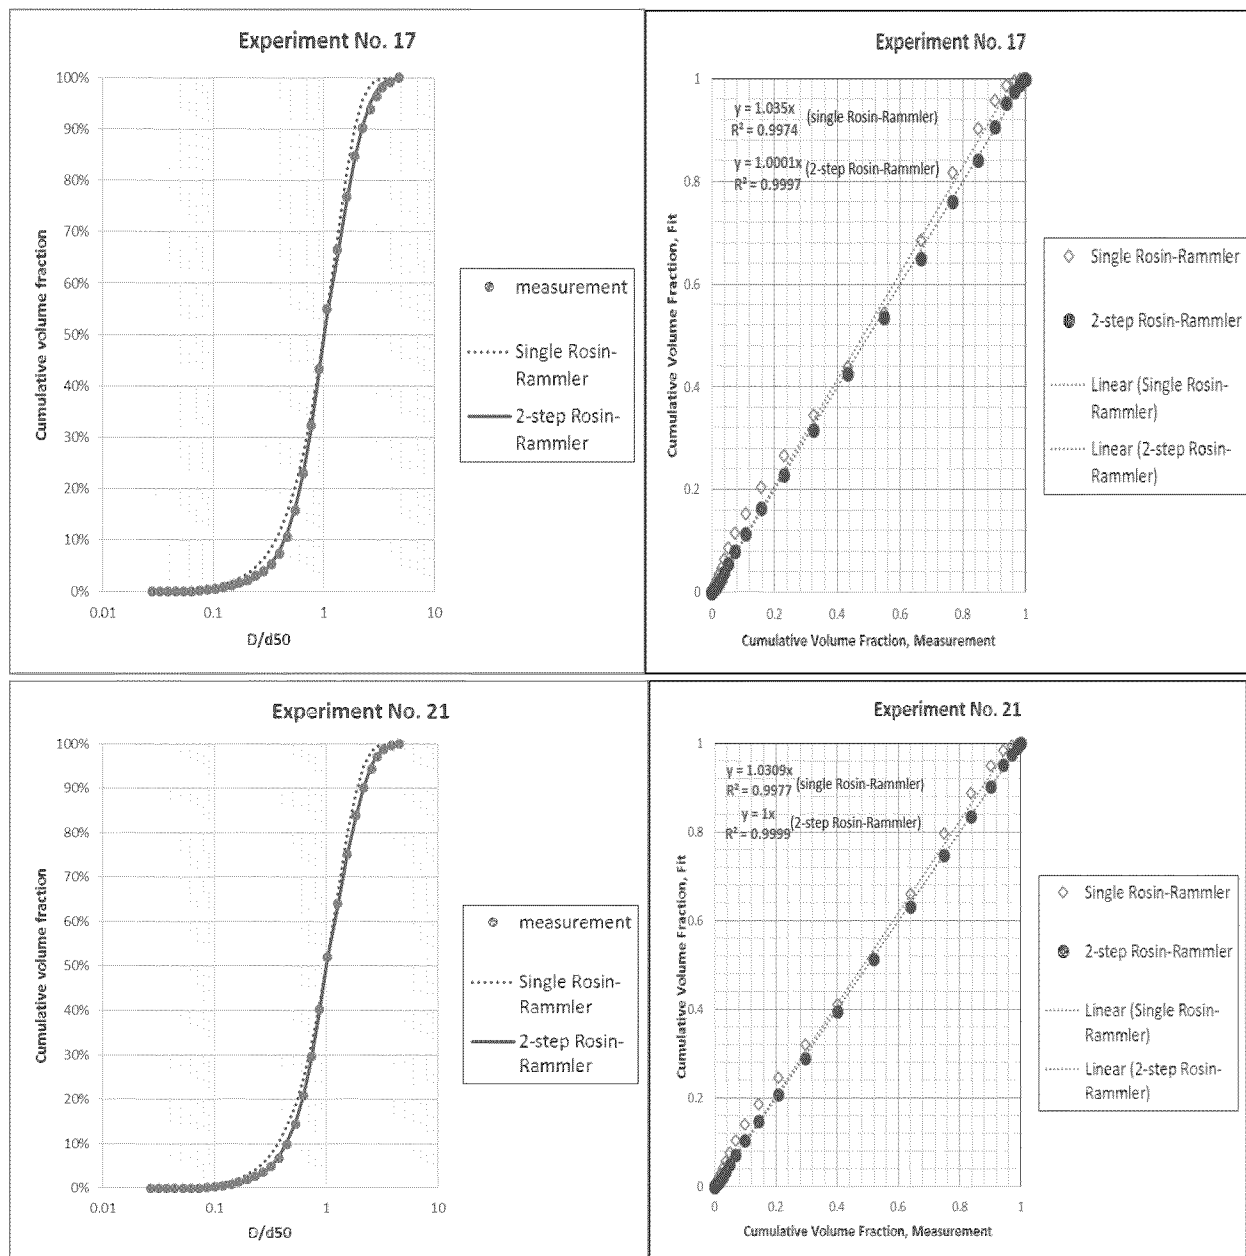 Experiment No. 17
100%
90%
80%
70%
60%
50%
40%
30%
20%
10%
0%
0.01
0.1
1
10
Cumulative volume fraction
D/d50
measurement
Single Rosin-
Rammler
2-step Rosin-
Rammler
Experiment No. 17
y = 1.035x
R² = 0.9974
(single Rosin-Rammler)
y = 1.0001x
R² = 0.9997
(2-step Rosin-Rammler)
1
0.8
0.6
0.4
0.2
0
0
0.2
0.4
0.6
0.8
1
Cumulative Volume Fraction, Fit
Cumulative Volume Fraction, Measurement
Single Rosin-Rammler
2-step Rosin-Rammler
Linear (Single Rosin-
Rammler)
Linear (2-step Rosin-
Rammler)
Experiment No. 21
100%
90%
80%
70%
60%
50%
40%
30%
20%
10%
0%
0.01
0.1
1
10
Cumulative volume fraction
D/d50
measurement
Single Rosin-
Rammler
2-step Rosin-
Rammler
Experiment No. 21
y = 1.0309x
R² = 0.9977
(single Rosin-Rammler)
y = 1x
R² = 0.9999
(2-step Rosin-Rammler)
1
0.8
0.6
0.4
0.2
0
0
0.2
0.4
0.6
0.8
1
Cumulative Volume Fraction, Fit
Cumulative Volume Fraction, Measurement
Single Rosin-Rammler
2-step Rosin-Rammler
Linear (Single Rosin-
Rammler)
Linear (2-step Rosin-
Rammler)